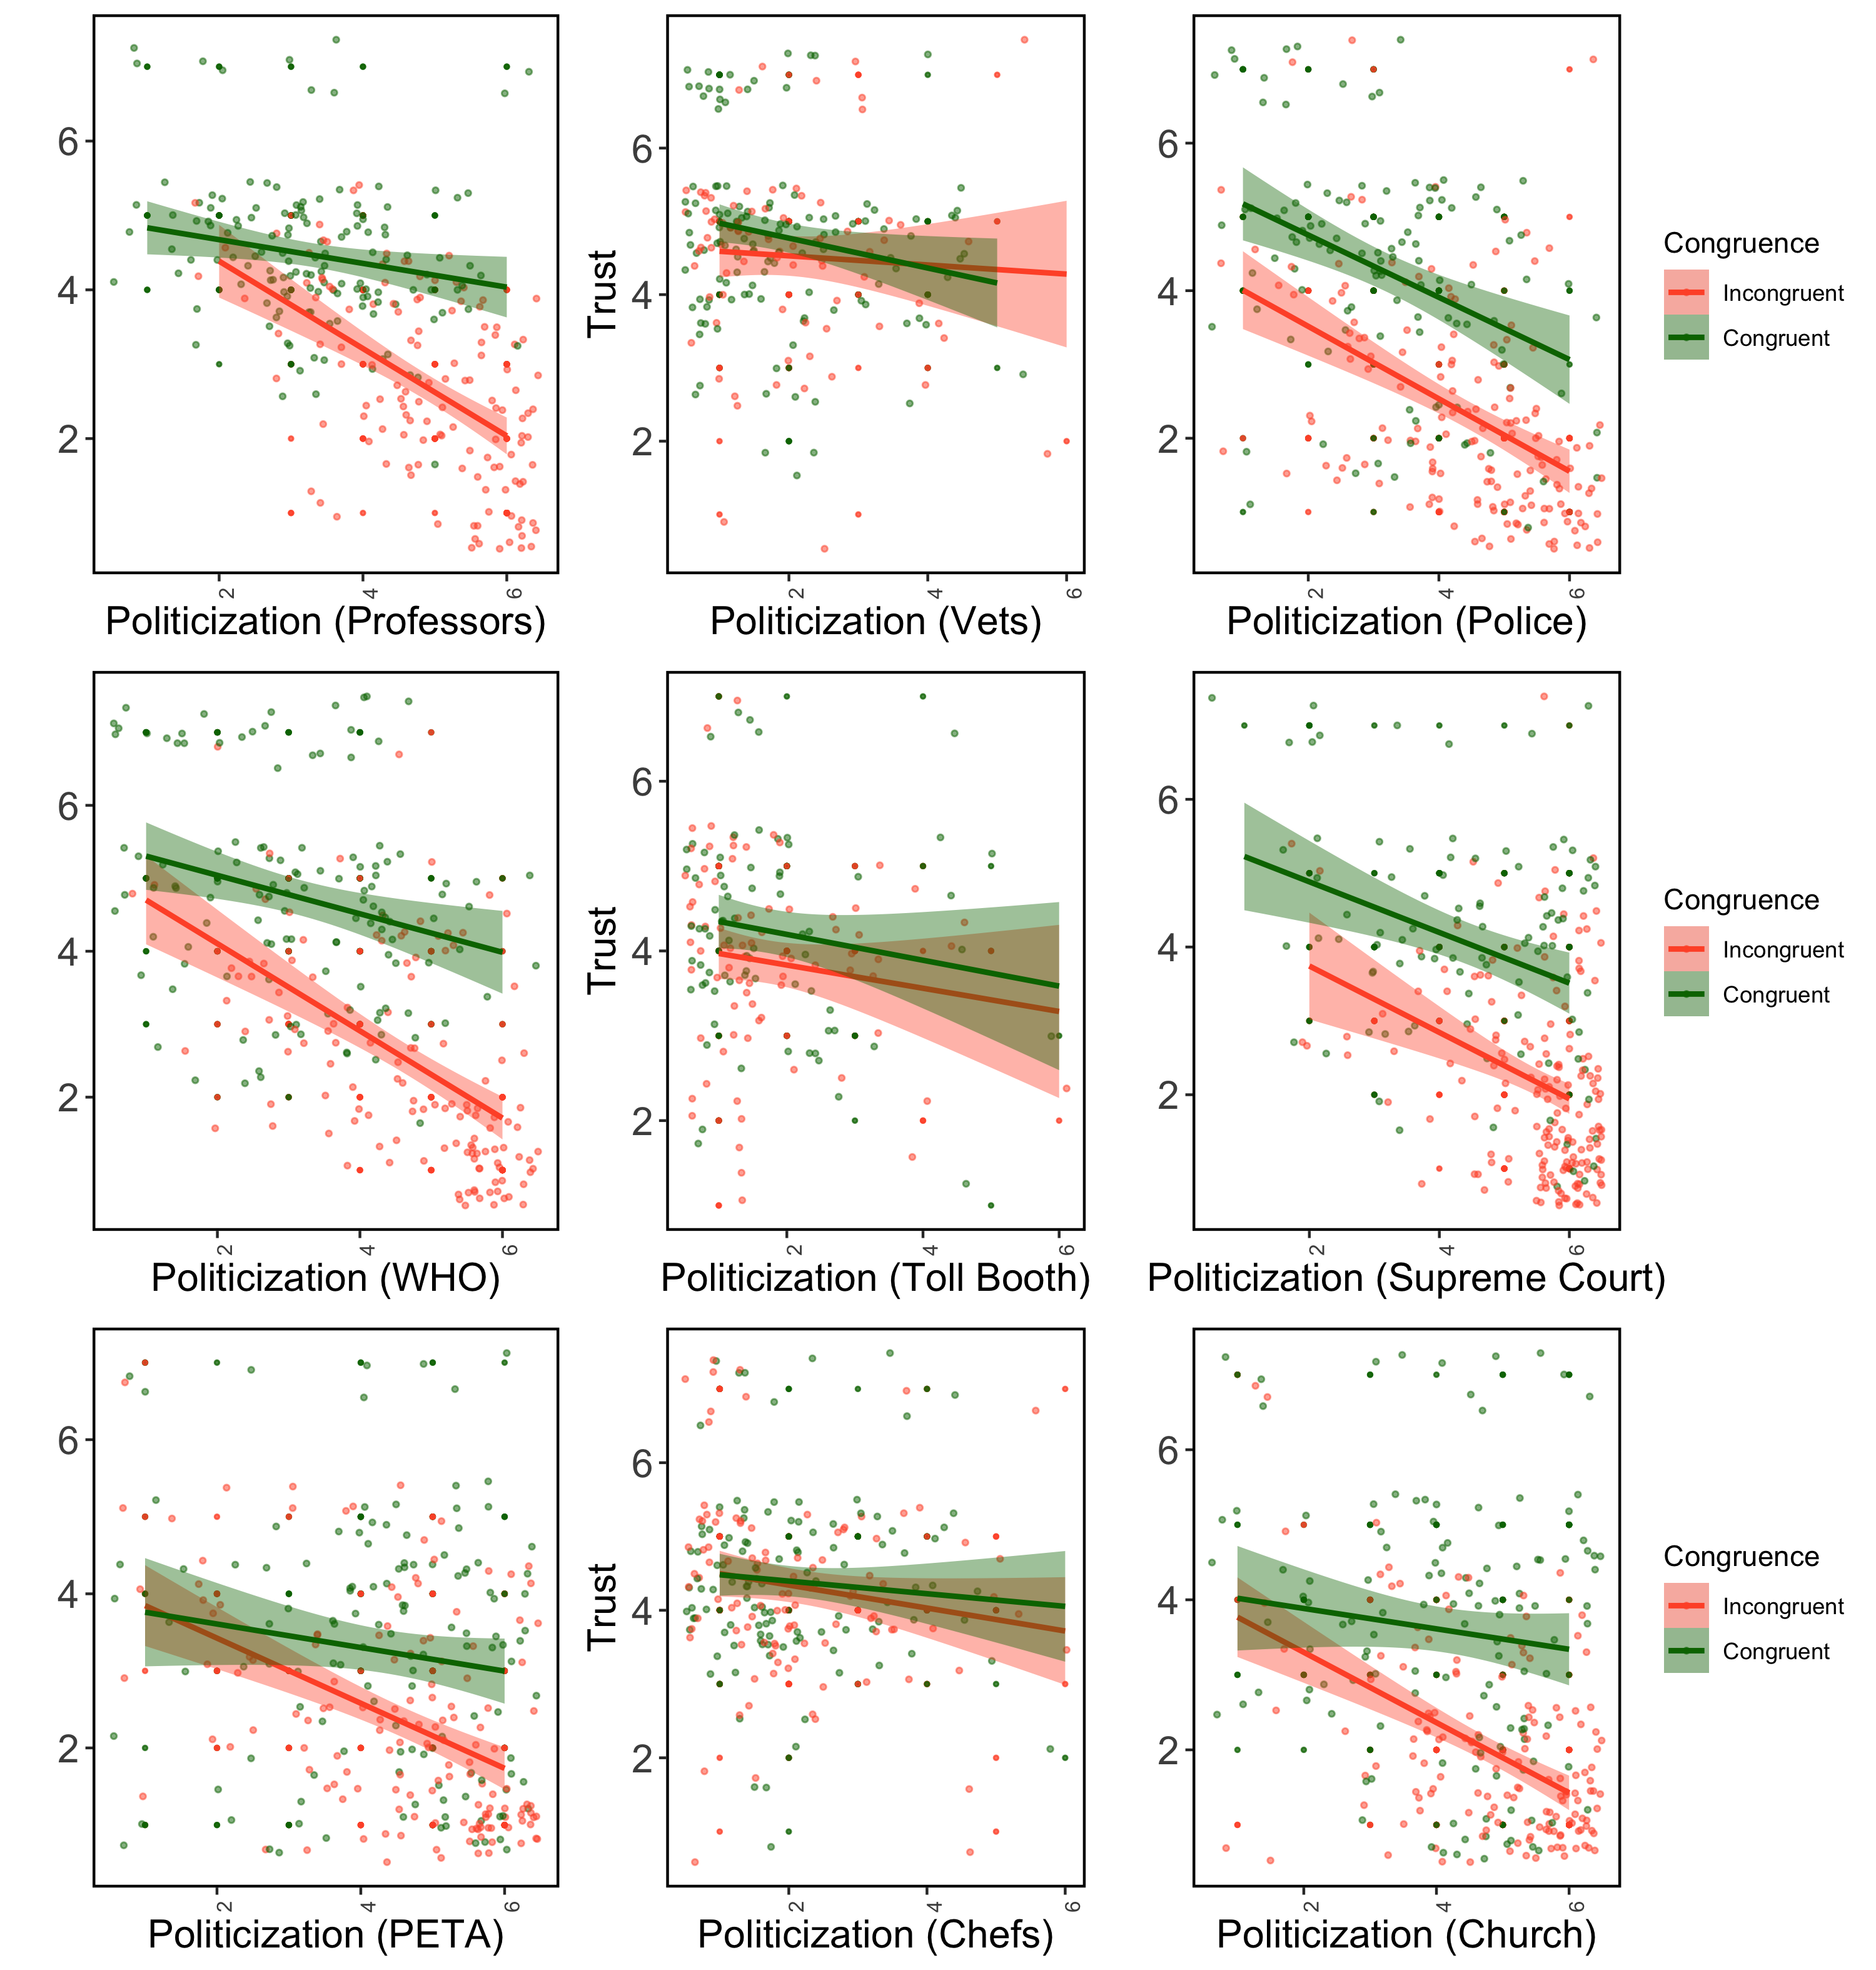 6
4
2
2
4
6
Politicization (Professors)
Trust
6
4
2
2
4
6
Politicization (Vets)
6
4
2
2
4
6
Politicization (Police)
Congruence
Incongruent
Congruent
6
4
2
2
4
6
Politicization (WHO)
Trust
6
4
2
2
4
6
Politicization (Toll Booth)
6
4
2
2
4
6
Politicization (Supreme Court)
Congruence
Incongruent
Congruent
6
4
2
2
4
6
Politicization (PETA)
Trust
6
4
2
2
4
6
Politicization (Chefs)
6
4
2
2
4
6
Politicization (Church)
Congruence
Incongruent
Congruent